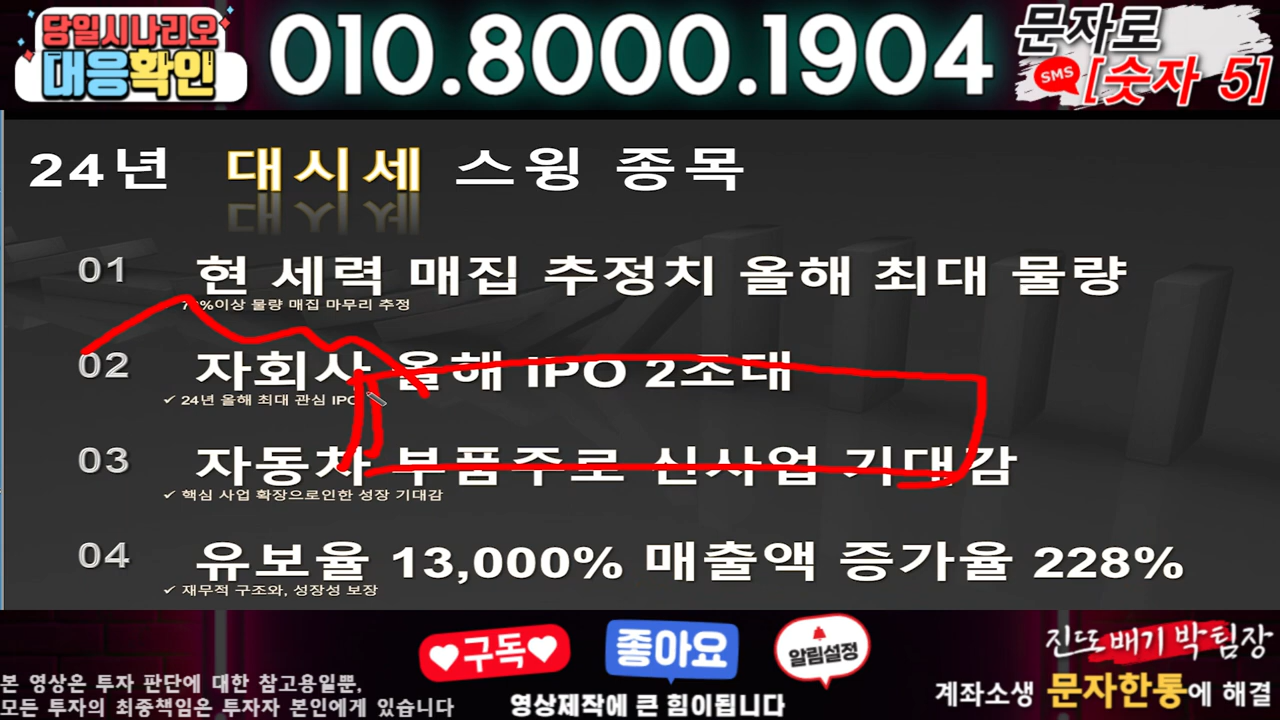 당일시나리오
대응확인
010.8000.1904
문자로
SMS [숫자 5]
24년 대시세 스윙 종목
01 현 세력 매집 추정치 올해 최대 물량
%이상 물량 매집 마무리 추정
02 자회사 올해 IPO 2조대
✓ 24년 올해 최대 관심 IPO
03 자동차 부품주로 신사업 기대감
✓ 핵심 사업 확장으로인한 성장 기대감
04 유보율 13,000% 매출액 증가율 228%
✓ 재무적 구조와, 성장성 보장
구독
좋아요
알림설정
영상제작에 큰 힘이됩니다
본 영상은 투자 판단에 대한 참고용일뿐,
모든 투자의 최종책임은 투자자 본인에게 있습니다
진또배기 박팀장
계좌소생 문자한통에 해결